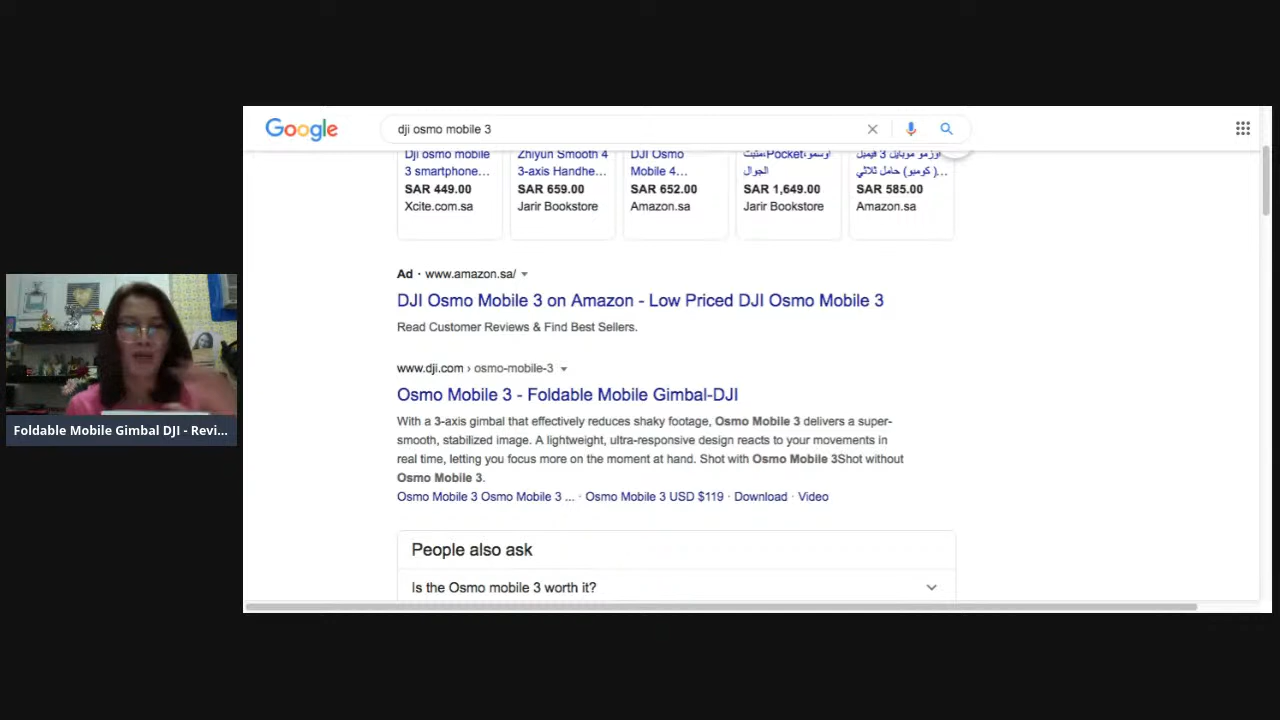 Google
dji osmo mobile 3
Dji osmo mobile
3 smartphone...
SAR 449.00
Xcite.com.sa
Zhiyun Smooth 4
3-axis Handhe...
SAR 659.00
Jarir Bookstore
DJI Osmo
Mobile 4...
SAR 652.00
Amazon.sa
الجوال
SAR 1,649.00
Jarir Bookstore
أوزمو موبايل 3 جيمبل
( كومبو) حامل ثلاثي...
SAR 585.00
Amazon.sa
Ad · www.amazon.sa/
DJI Osmo Mobile 3 on Amazon - Low Priced DJI Osmo Mobile 3
Read Customer Reviews & Find Best Sellers.
www.dji.com › osmo-mobile-3
Osmo Mobile 3 - Foldable Mobile Gimbal-DJI
With a 3-axis gimbal that effectively reduces shaky footage, Osmo Mobile 3 delivers a super-
smooth, stabilized image. A lightweight, ultra-responsive design reacts to your movements in
real time, letting you focus more on the moment at hand. Shot with Osmo Mobile 3Shot without
Osmo Mobile 3.
Osmo Mobile 3 Osmo Mobile 3 ... · Osmo Mobile 3 USD $119 · Download · Video
People also ask
Is the Osmo mobile 3 worth it?
Foldable Mobile Gimbal DJI - Revi...